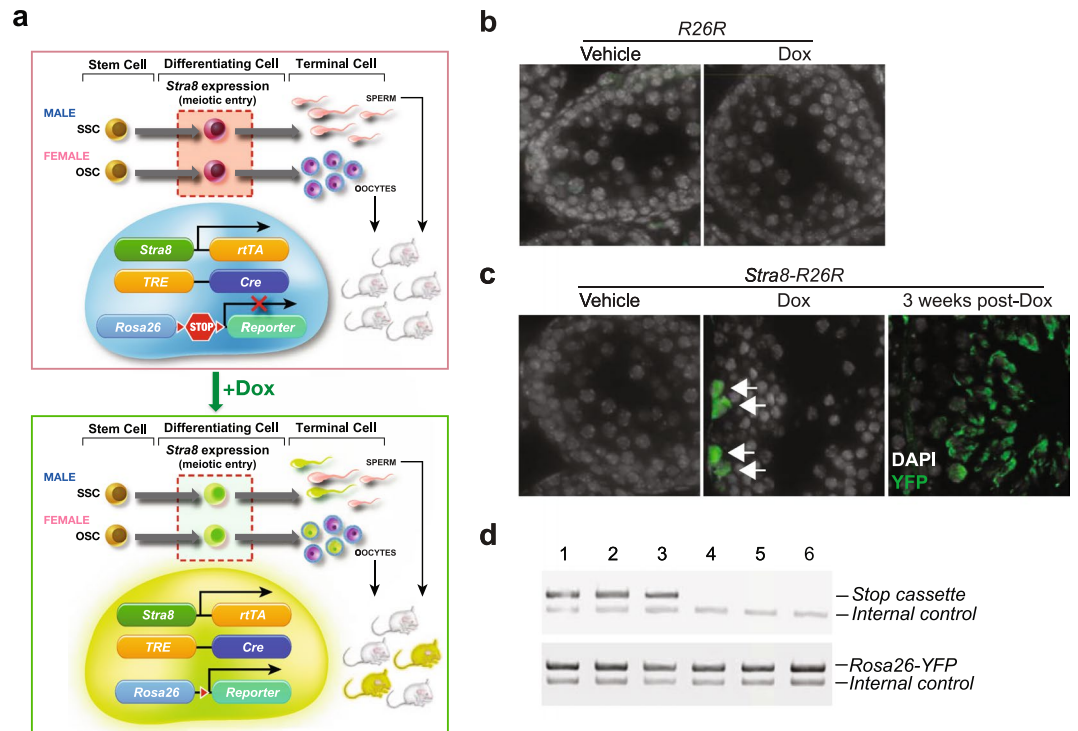 a
Stem Cell Differentiating Cell Terminal Cell
Stra8 expression
(meiotic entry)
MALE
SSC
SPERM
FEMALE
OSC
OOCYTES
Stra8 rtTA
TRE Cre
Rosa26 STOP Reporter
+Dox
Stem Cell Differentiating Cell Terminal Cell
Stra8 expression
(meiotic entry)
MALE
SSC
SPERM
FEMALE
OSC
OOCYTES
Stra8 rtTA
TRE Cre
Rosa26 Reporter
b
R26R
Vehicle Dox
c
Stra8-R26R
Vehicle Dox 3 weeks post-Dox
DAPI
YFP
d
1 2 3 4 5 6
Stop cassette
Internal control
Rosa26-YFP
Internal control